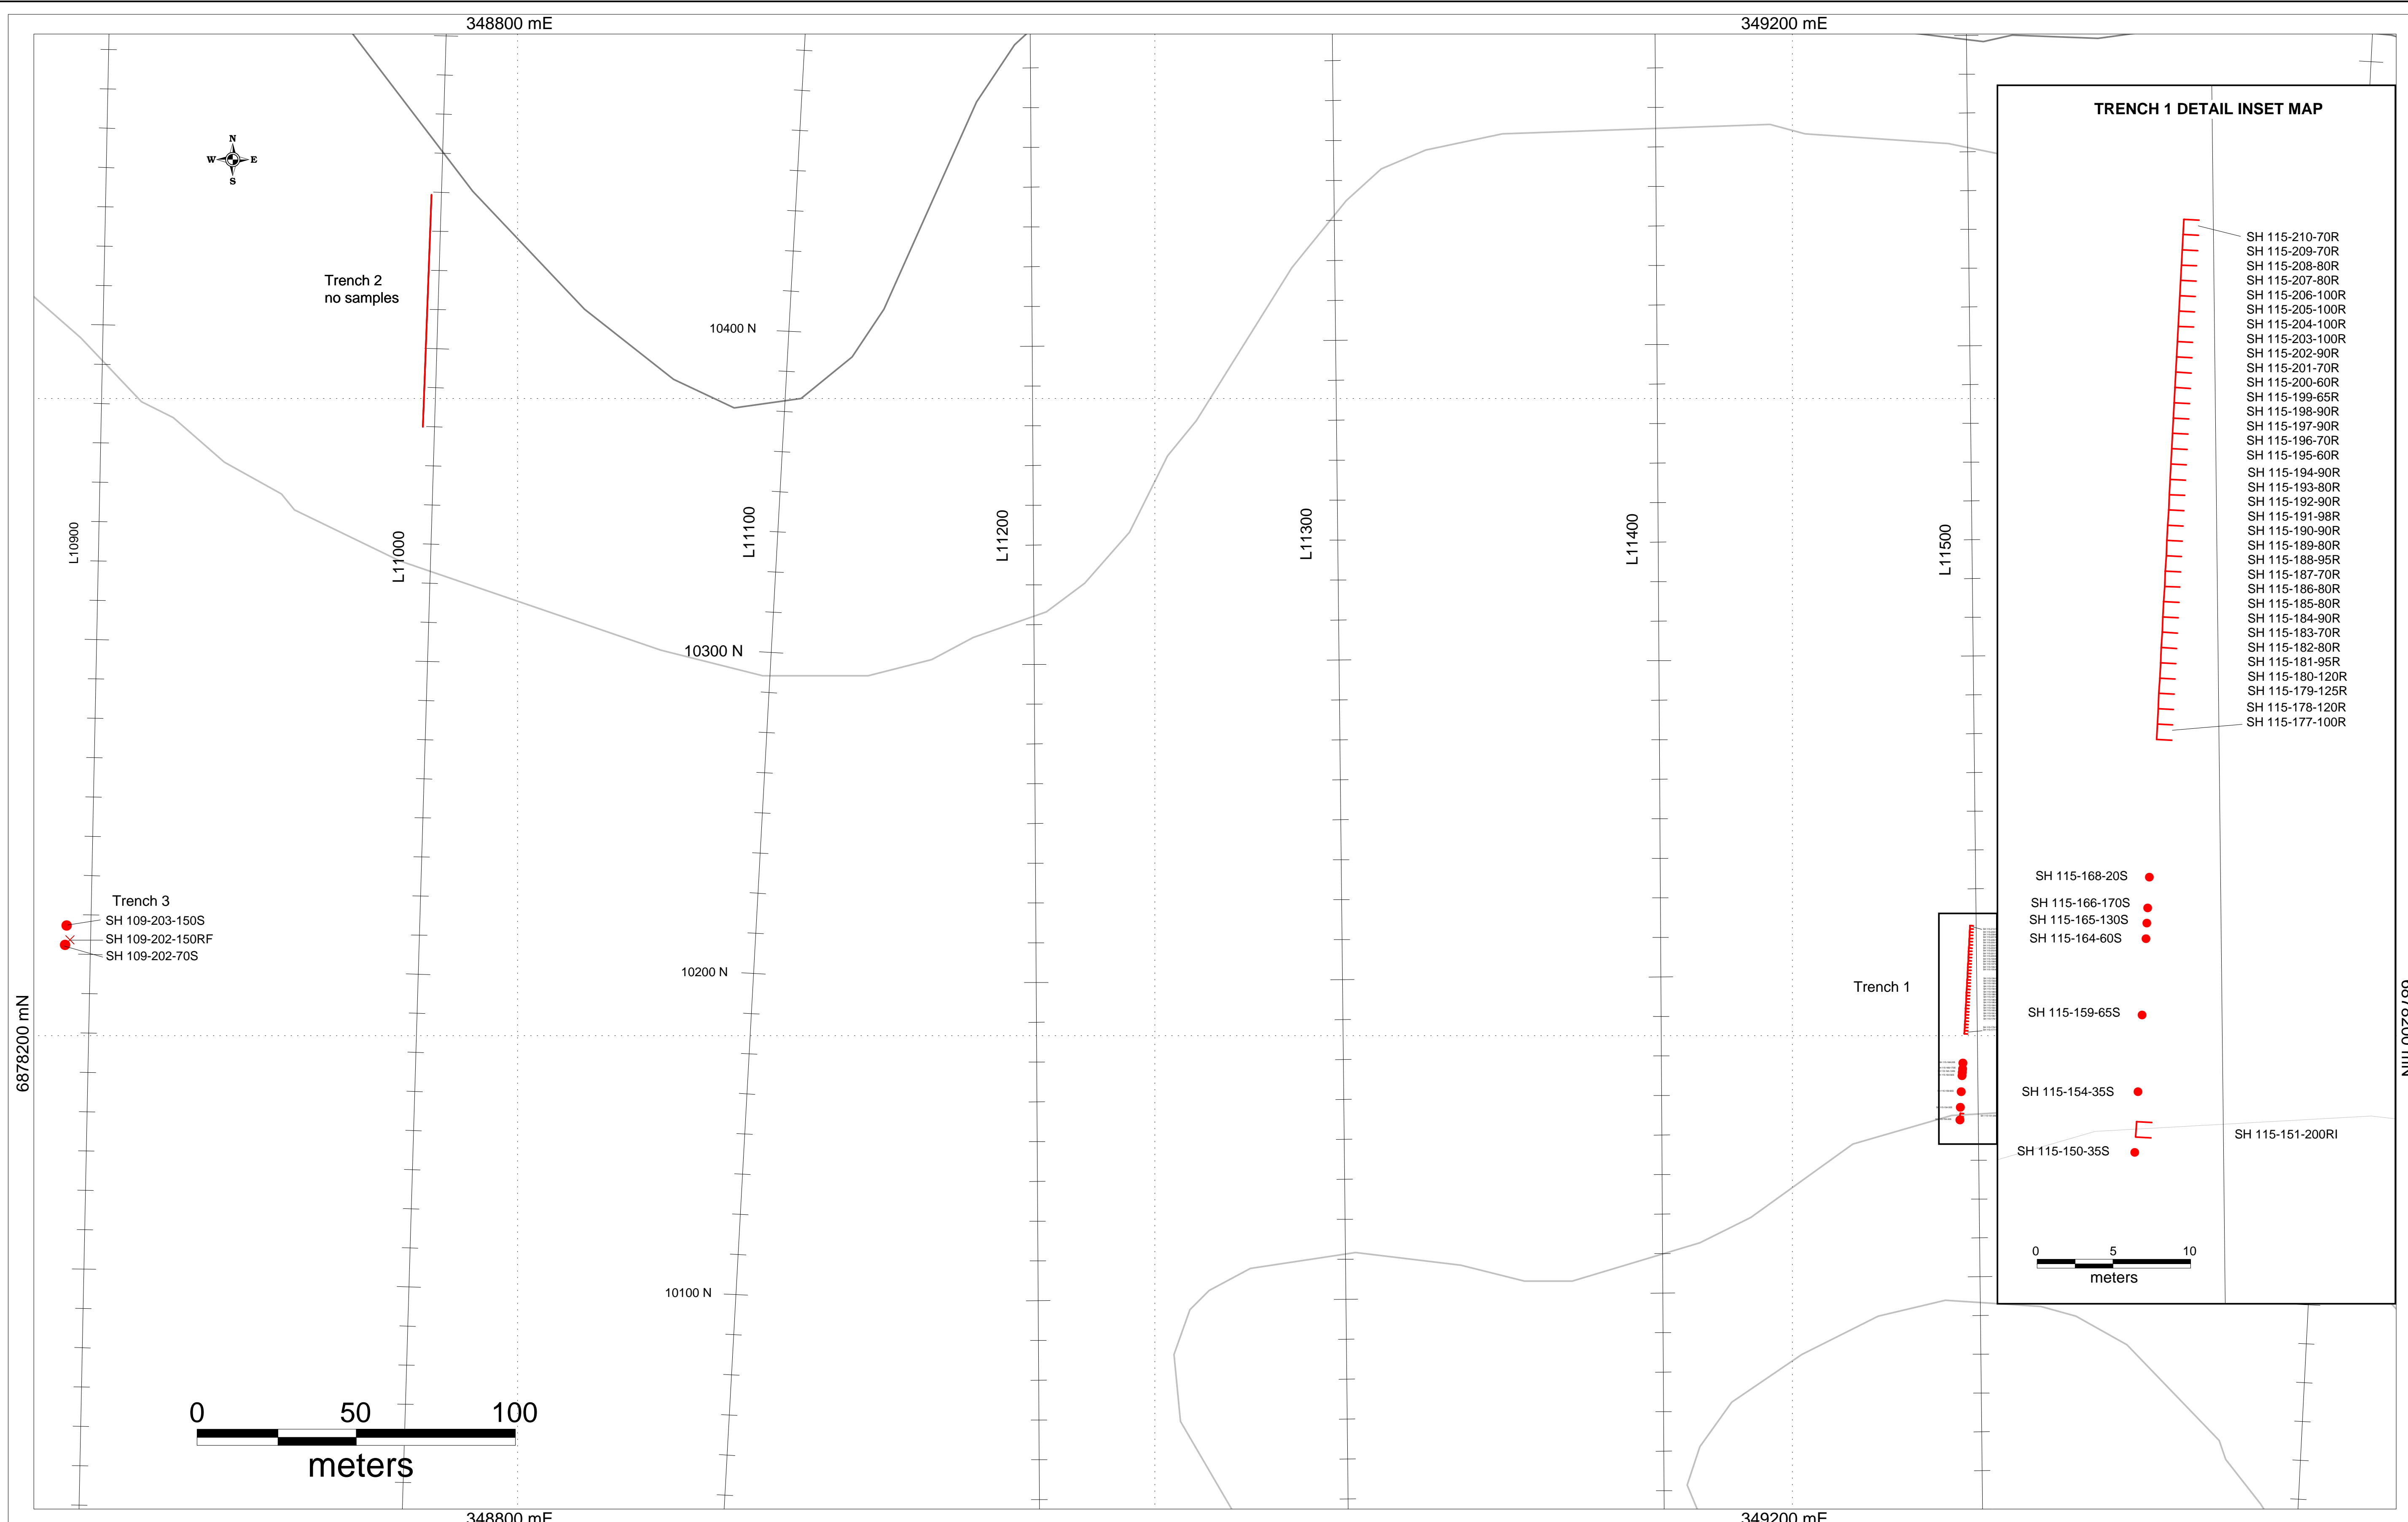 348800 mE
349200 mE
TRENCH 1 DETAIL INSET MAP
N
W
E
S
Trench 2
no samples
10400 N
L10900
L11000
L11100
L11200
L11300
L11400
L11500
10300 N
SH 115-210-70R
SH 115-209-70R
SH 115-208-80R
SH 115-207-80R
SH 115-206-100R
SH 115-205-100R
SH 115-204-100R
SH 115-203-100R
SH 115-202-90R
SH 115-201-70R
SH 115-200-60R
SH 115-199-65R
SH 115-198-90R
SH 115-197-90R
SH 115-196-70R
SH 115-195-60R
SH 115-194-90R
SH 115-193-80R
SH 115-192-90R
SH 115-191-98R
SH 115-190-90R
SH 115-189-80R
SH 115-188-95R
SH 115-187-70R
SH 115-186-80R
SH 115-185-80R
SH 115-184-90R
SH 115-183-70R
SH 115-182-80R
SH 115-181-95R
SH 115-180-120R
SH 115-179-125R
SH 115-178-120R
SH 115-177-100R
Trench 3
SH 109-203-150S
SH 109-202-150RF
SH 109-202-70S
10200 N
Trench 1
SH 115-168-20S
SH 115-166-170S
SH 115-165-130S
SH 115-164-60S
SH 115-159-65S
SH 115-154-35S
SH 115-151-200RI
SH 115-150-35S
6878200 mN
6878200 mN
0 5 10
meters
10100 N
0 50 100
meters
348800 mE
349200 mE